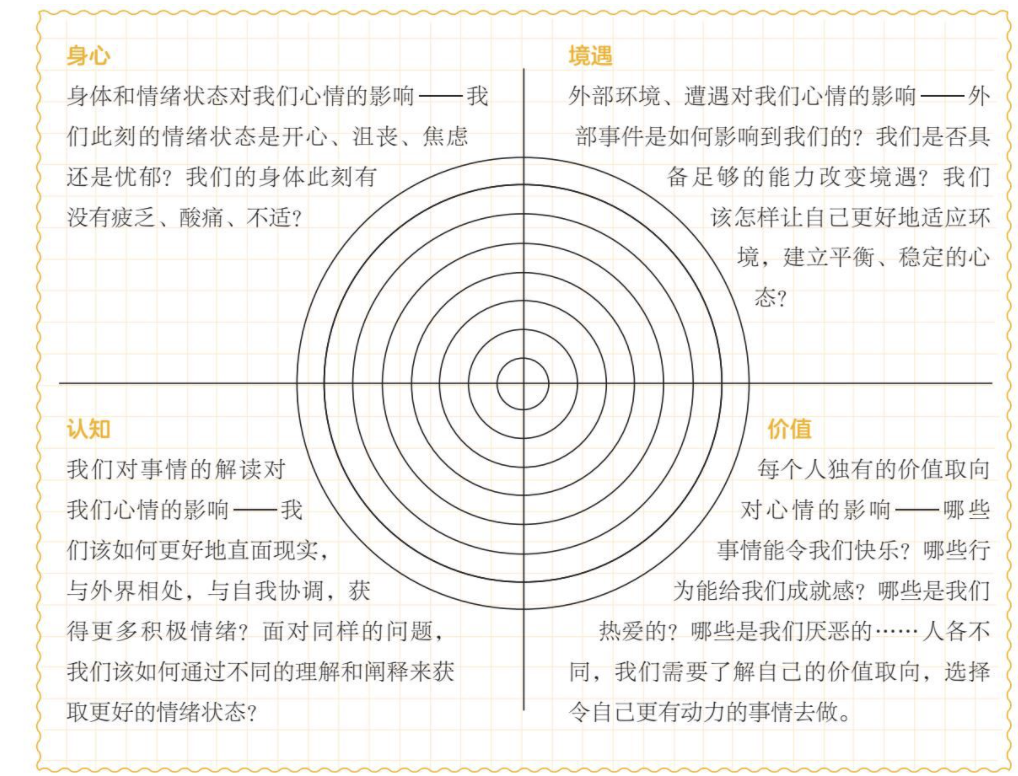 身心
身体和情绪状态对我们心情的影响——我
们此刻的情绪状态是开心、沮丧、焦虑
还是忧郁？我们的身体此刻有
没有疲乏、酸痛、不适？
境遇
外部环境、遭遇对我们心情的影响——外
部事件是如何影响到我们的？我们是否具
备足够的能力改变境遇？我们
该怎样让自己更好地适应环
境，建立平衡、稳定的心
态？
认知
我们对事情的解读对
我们心情的影响——我
们该如何更好地直面现实，
与外界相处，与自我协调，获
得更多积极情绪？面对同样的问题，
我们该如何通过不同的理解和阐释来获
取更好的情绪状态？
价值
每个人独有的价值取向
对心情的影响——哪些
事情能令我们快乐？哪些行
为能给我们成就感？哪些是我们
热爱的？哪些是我们厌恶的……人各不
同，我们需要了解自己的价值取向，选择
令自己更有动力的事情去做。